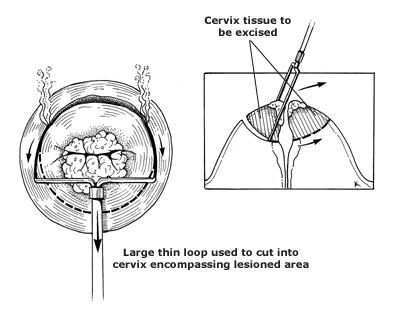 Cervix tissue to
be excised
Large thin loop used to cut into
cervix encompassing lesioned area